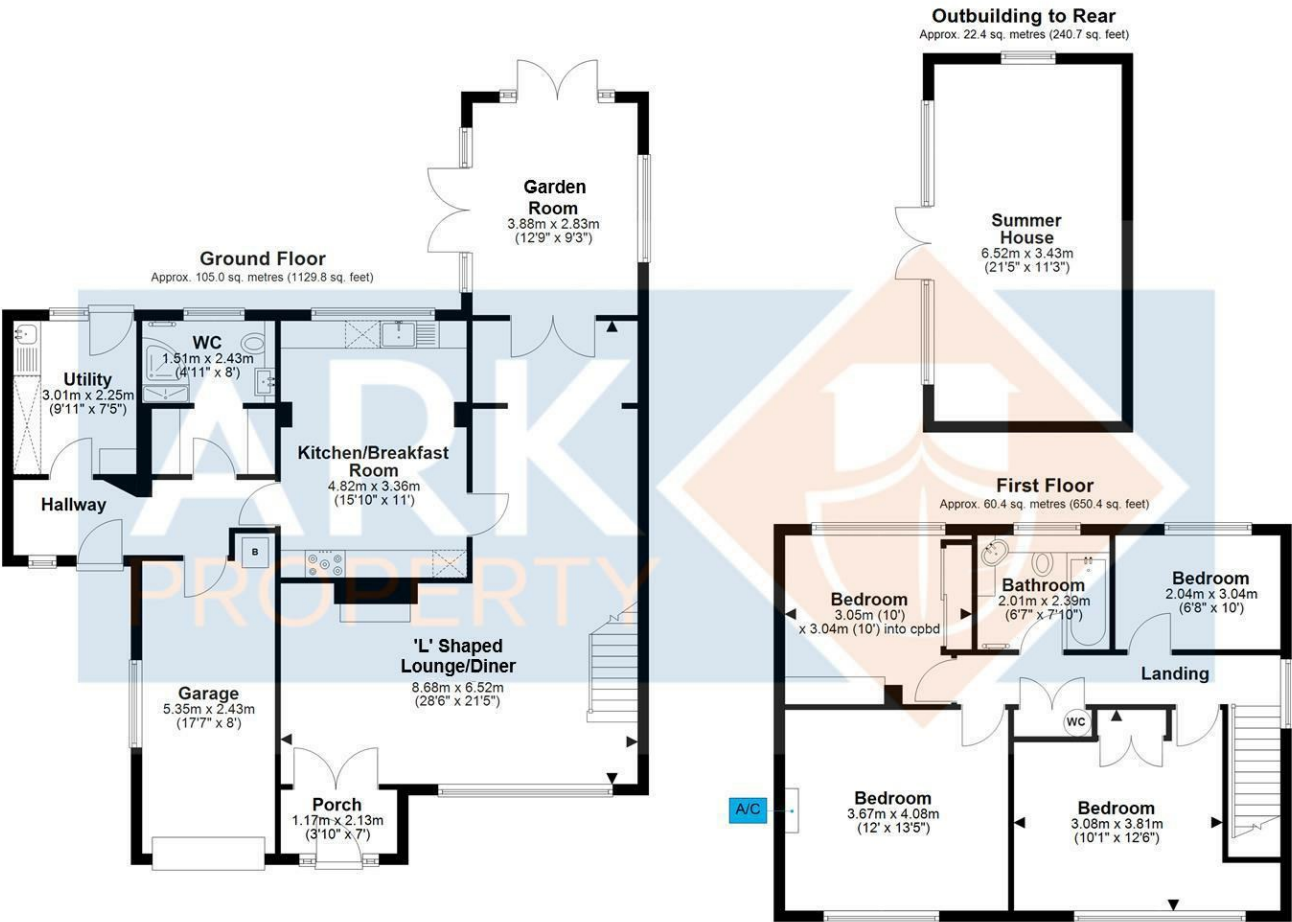 Outbuilding to Rear
Approx. 22.4 sq. metres (240.7 sq. feet)
Summer
House
6.52m x 3.43m
(21'5" x 11'3")
Ground Floor
Approx. 105.0 sq. metres (1129.8 sq. feet)
Garden
Room
3.88m x 2.83m
(12'9" x 9'3")
WC
1.51m x 2.43m
(4'11" x 8')
Utility
3.01m x 2.25m
(9'11" x 7'5")
Kitchen/Breakfast
Room
4.82m x 3.36m
(15'10" x 11')
Hallway
B
'L' Shaped
Lounge/Diner
8.68m x 6.52m
(28'6" x 21'5")
Garage
5.35m x 2.43m
(17'7" x 8')
Porch
1.17m x 2.13m
(3'10" x 7')
First Floor
Approx. 60.4 sq. metres (650.4 sq. feet)
Bedroom
3.05m (10')
x 3.04m (10') into cpbd
Bathroom
2.01m x 2.39m
(6'7" x 7'10")
Bedroom
2.04m x 3.04m
(6'8" x 10')
Landing
WC
A/C
Bedroom
3.67m x 4.08m
(12' x 13'5")
Bedroom
3.08m x 3.81m
(10'1" x 12'6")
ARK
PROPERTY